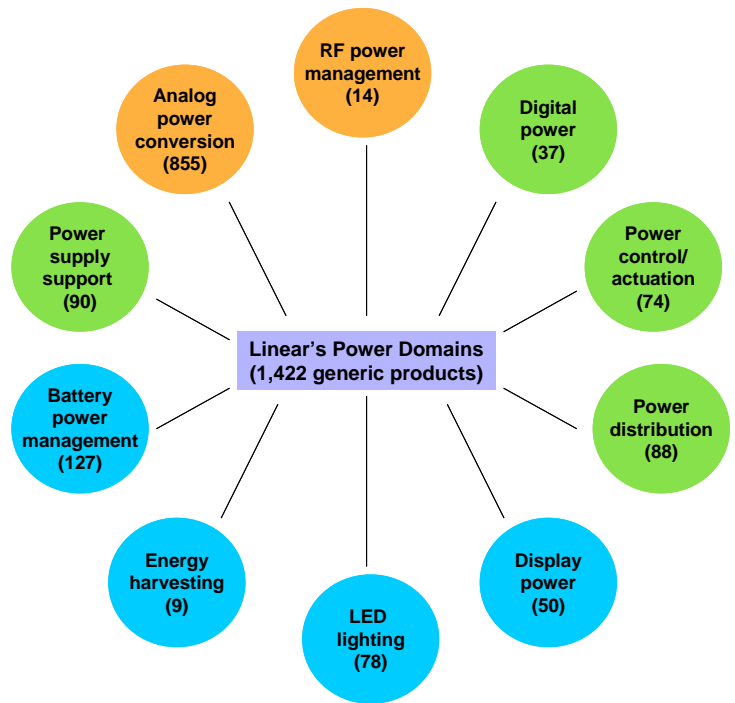 RF power
management
(14)
Analog
power
conversion
(855)
Digital
power
(37)
Power
supply
support
(90)
Power
control/
actuation
(74)
Linear's Power Domains
(1,422 generic products)
Battery
power
management
(127)
Power
distribution
(88)
Energy
harvesting
(9)
LED
lighting
(78)
Display
power
(50)